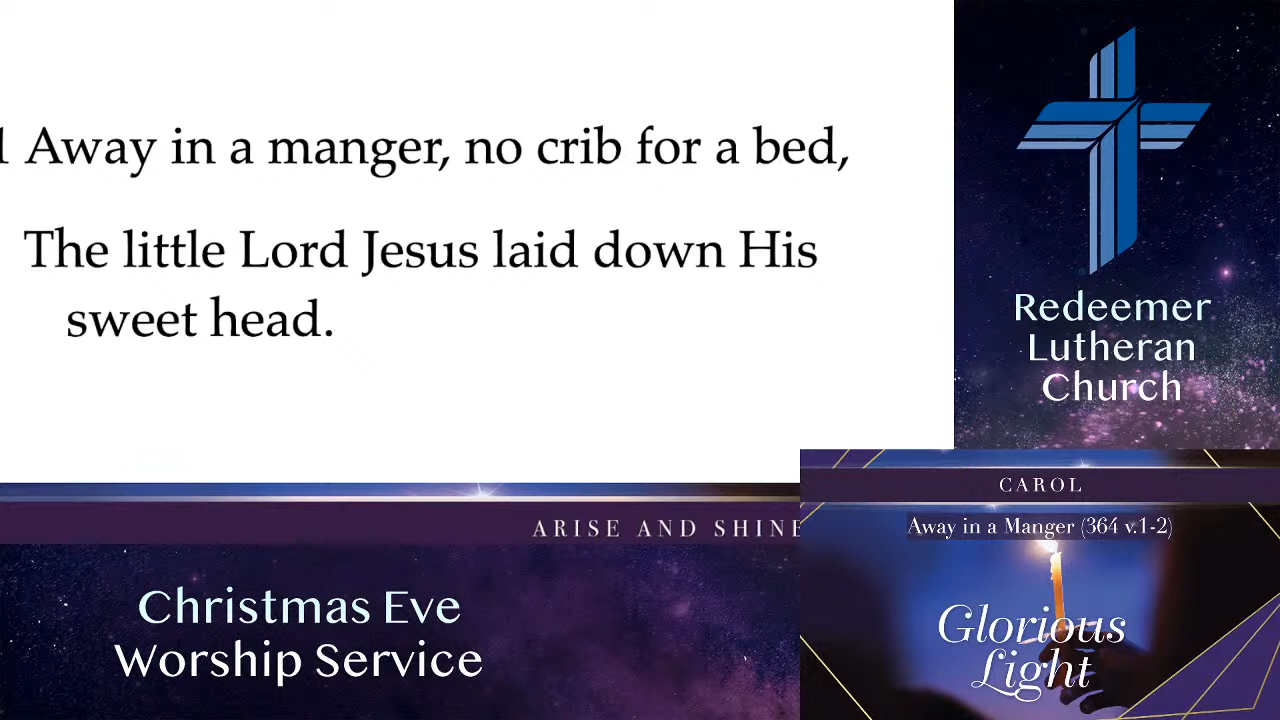 1 Away in a manger, no crib for a bed,
The little Lord Jesus laid down His
sweet head.
Redeemer
Lutheran
Church
ARISE AND SHINE
Christmas Eve
Worship Service
CAROL
Away in a Manger (364 v.1-2)
Glorious
Light